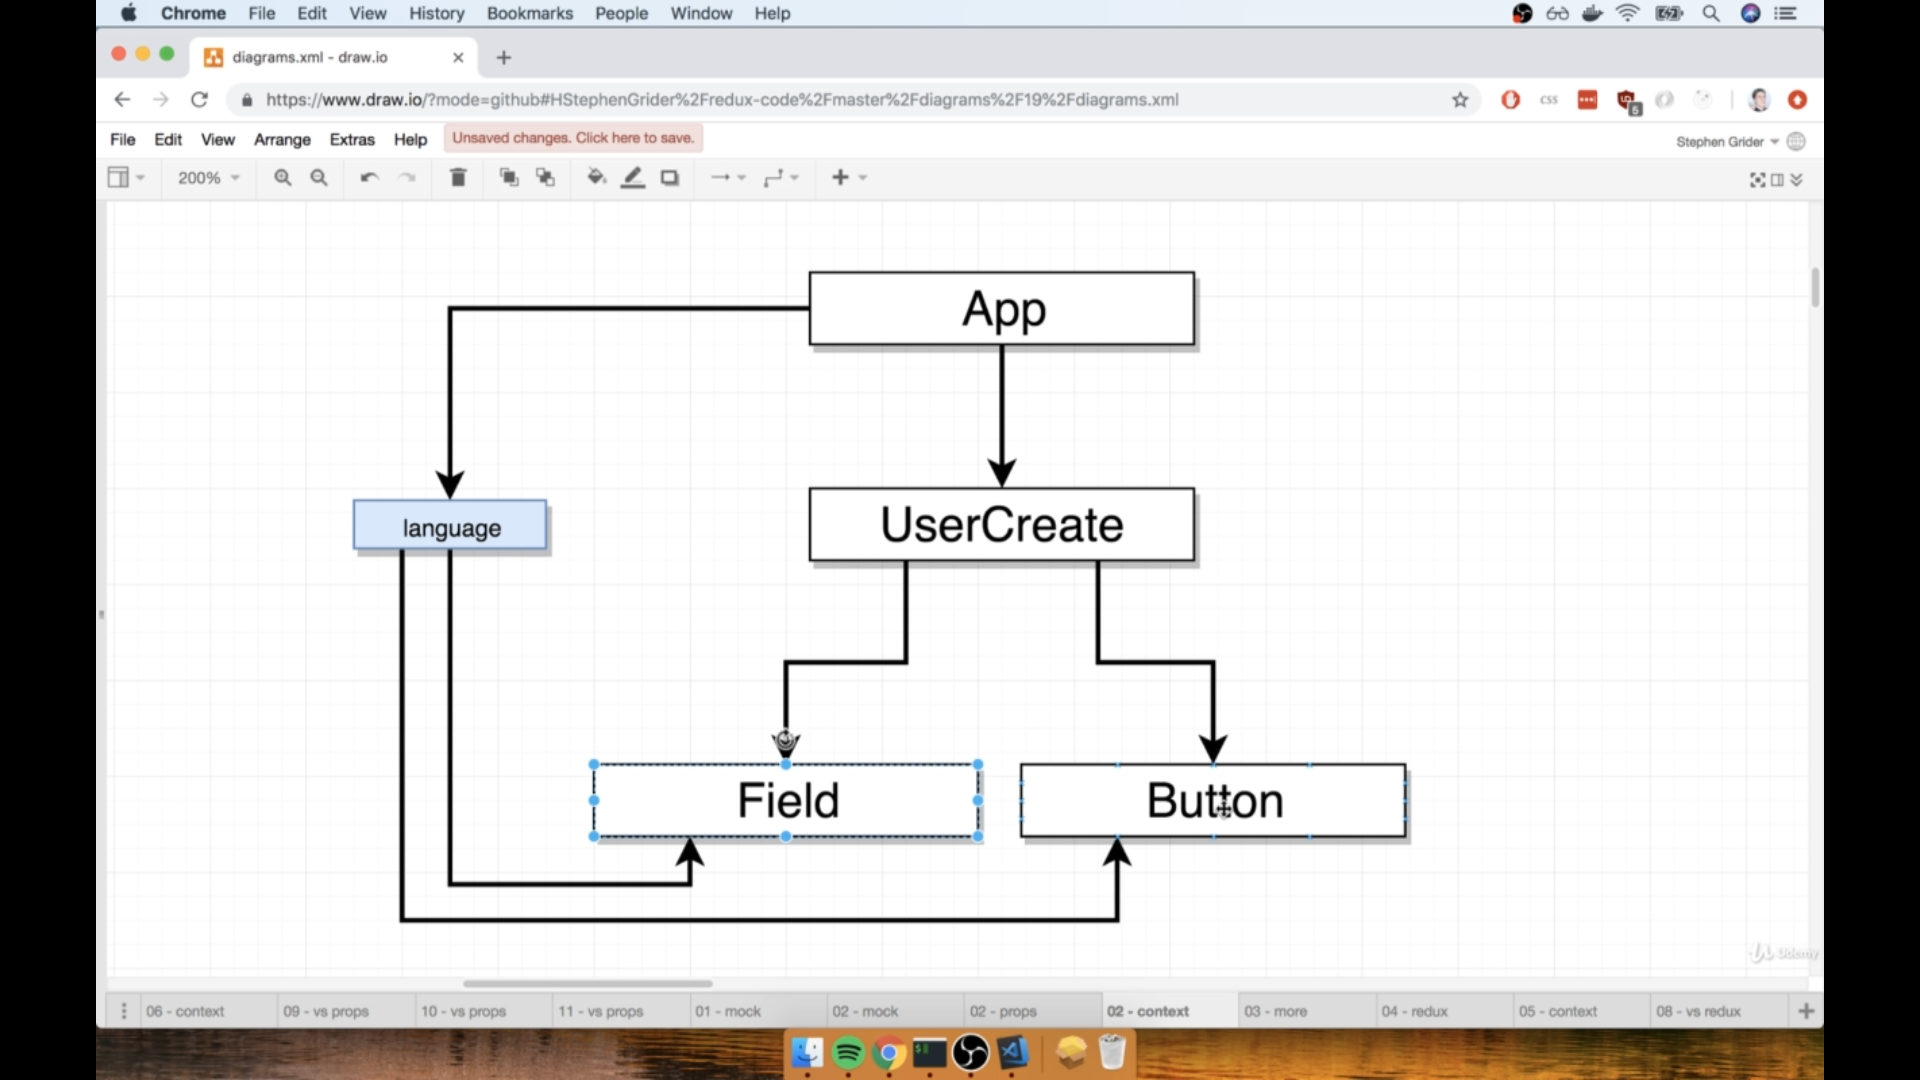 Chrome File Edit View History Bookmarks People Window Help
diagrams.xml - draw.io
https://www.draw.io/?mode=github#HStephenGrider%2Fredux-code%2Fmaster%2Fdiagrams%2F19%2Fdiagrams.xml
CSS
6
File Edit View Arrange Extras Help Unsaved changes. Click here to save.
Stephen Grider
200%
App
language
UserCreate
Field
Button
Udemy
06 - context 09 - vs props 10 - vs props 11 - vs props 01 - mock 02 - mock 02 - props 02 - context 03 - more 04 - redux 05 - context 08 - vs redux